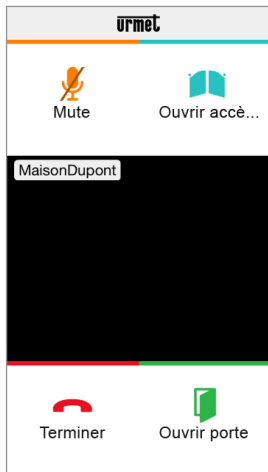 urmet
Mute
Ouvrir accè...
MaisonDupont
Terminer
Ouvrir porte